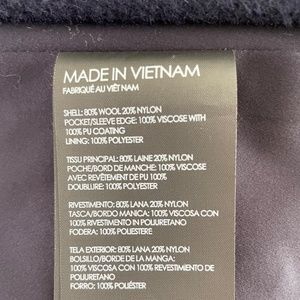 MADE IN VIETNAM
FABRIQUÉ AU VIÊT NAM
SHELL: 80% WOOL 20% NYLON
POCKET/SLEEVE EDGE: 100% VISCOSE WITH
100% PU COATING
LINING: 100% POLYESTER
TISSU PRINCIPAL: 80% LAINE 20% NYLON
POCHE/BORD DE MANCHE: 100% VISCOSE
AVEC REVÊTEMENT DE PU 100%
DOUBLURE: 100% POLYESTER
RIVESTIMENTO: 80% LANA 20% NYLON
TASCA/BORDO MANICA: 100% VISCOSA CON
100% RIVESTIMENTO IN POLIURETANO
FODERA: 100% POLIESTERE
TELA EXTERIOR: 80% LANA 20% NYLON
BOLSILLO/BORDE DE LA MANGA:
100% VISCOSA CON 100% REVESTIMIENTO DE
POLIURETANO
FORRO: 100% POLIÉSTER